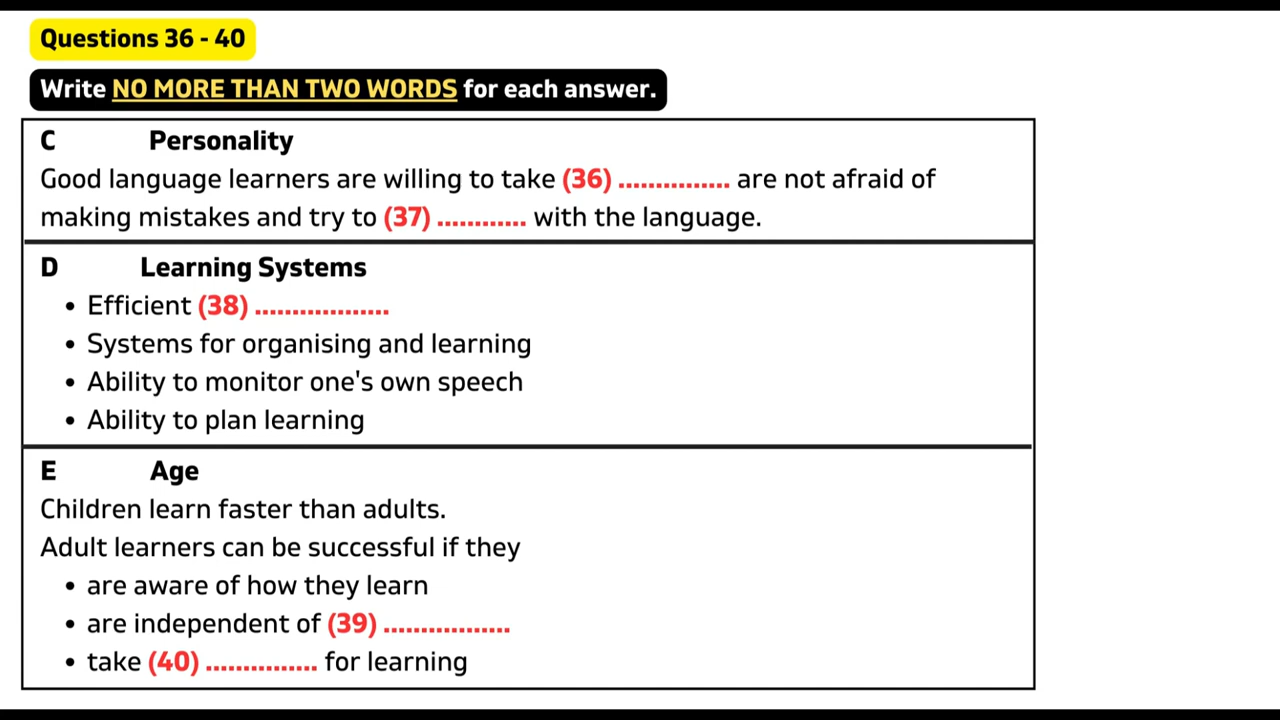 Questions 36 - 40
Write NO MORE THAN TWO WORDS for each answer.
C Personality
Good language learners are willing to take (36) ............... are not afraid of
making mistakes and try to (37) ............ with the language.
D Learning Systems
• Efficient (38) ..................
• Systems for organising and learning
• Ability to monitor one's own speech
• Ability to plan learning
E Age
Children learn faster than adults.
Adult learners can be successful if they
• are aware of how they learn
• are independent of (39) .................
• take (40) ............... for learning